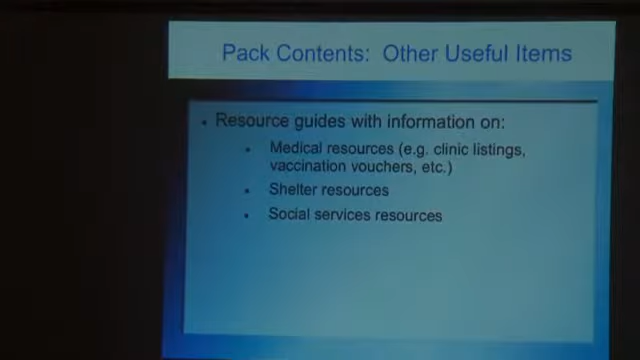 Pack Contents: Other Useful Items
• Resource guides with information on:
• Medical resources (e.g. clinic listings,
vaccination vouchers, etc.)
• Shelter resources
• Social services resources